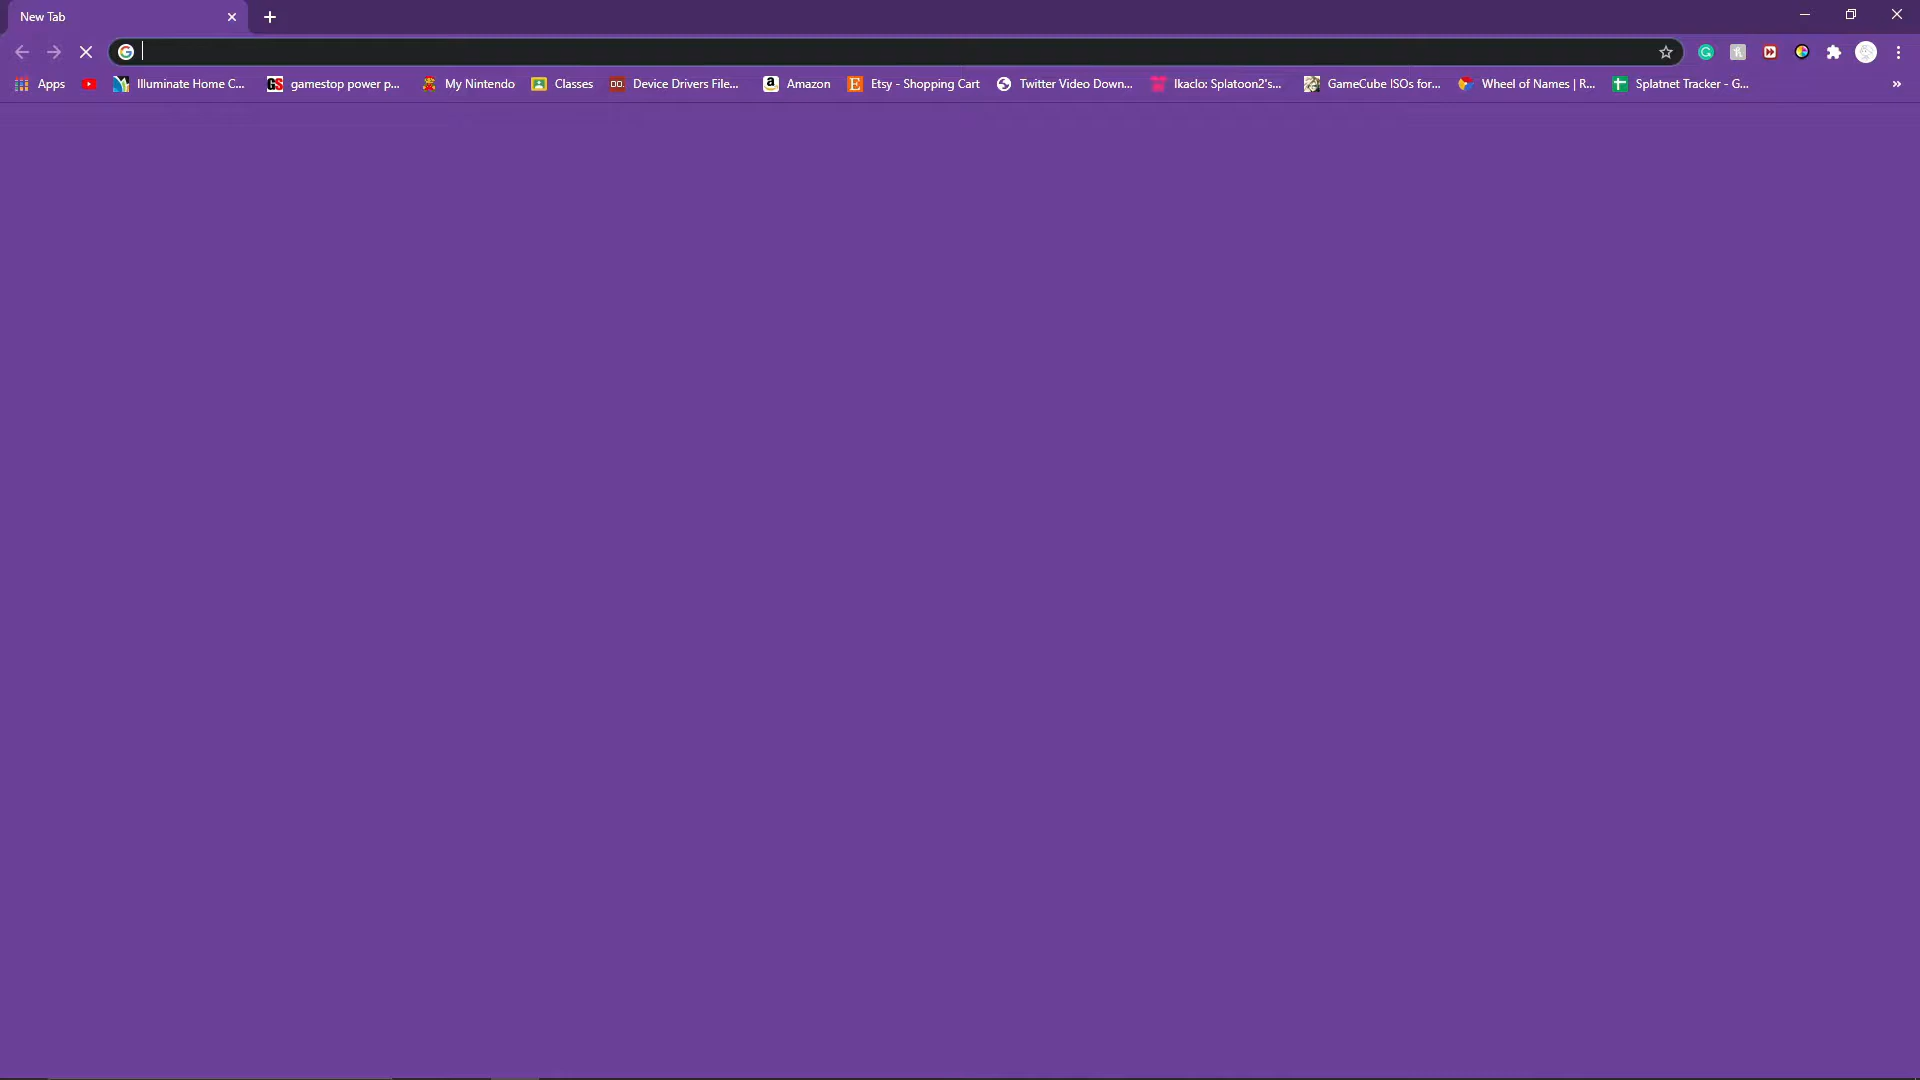 New Tab
Apps Illuminate Home C... gamestop power p... My Nintendo Classes Device Drivers File... Amazon Etsy - Shopping Cart Twitter Video Down... Ikaclo: Splatoon2's... GameCube ISOs for... Wheel of Names | R... Splatnet Tracker - G... »